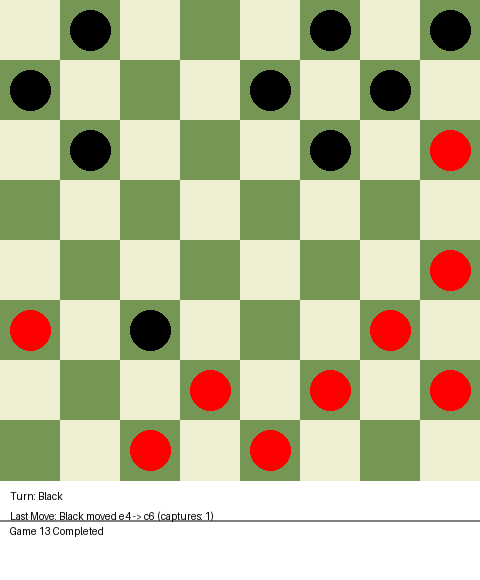 Turn: Black
Last Move: Black moved e4 -> c6 (captures: 1)
Game 13 Completed